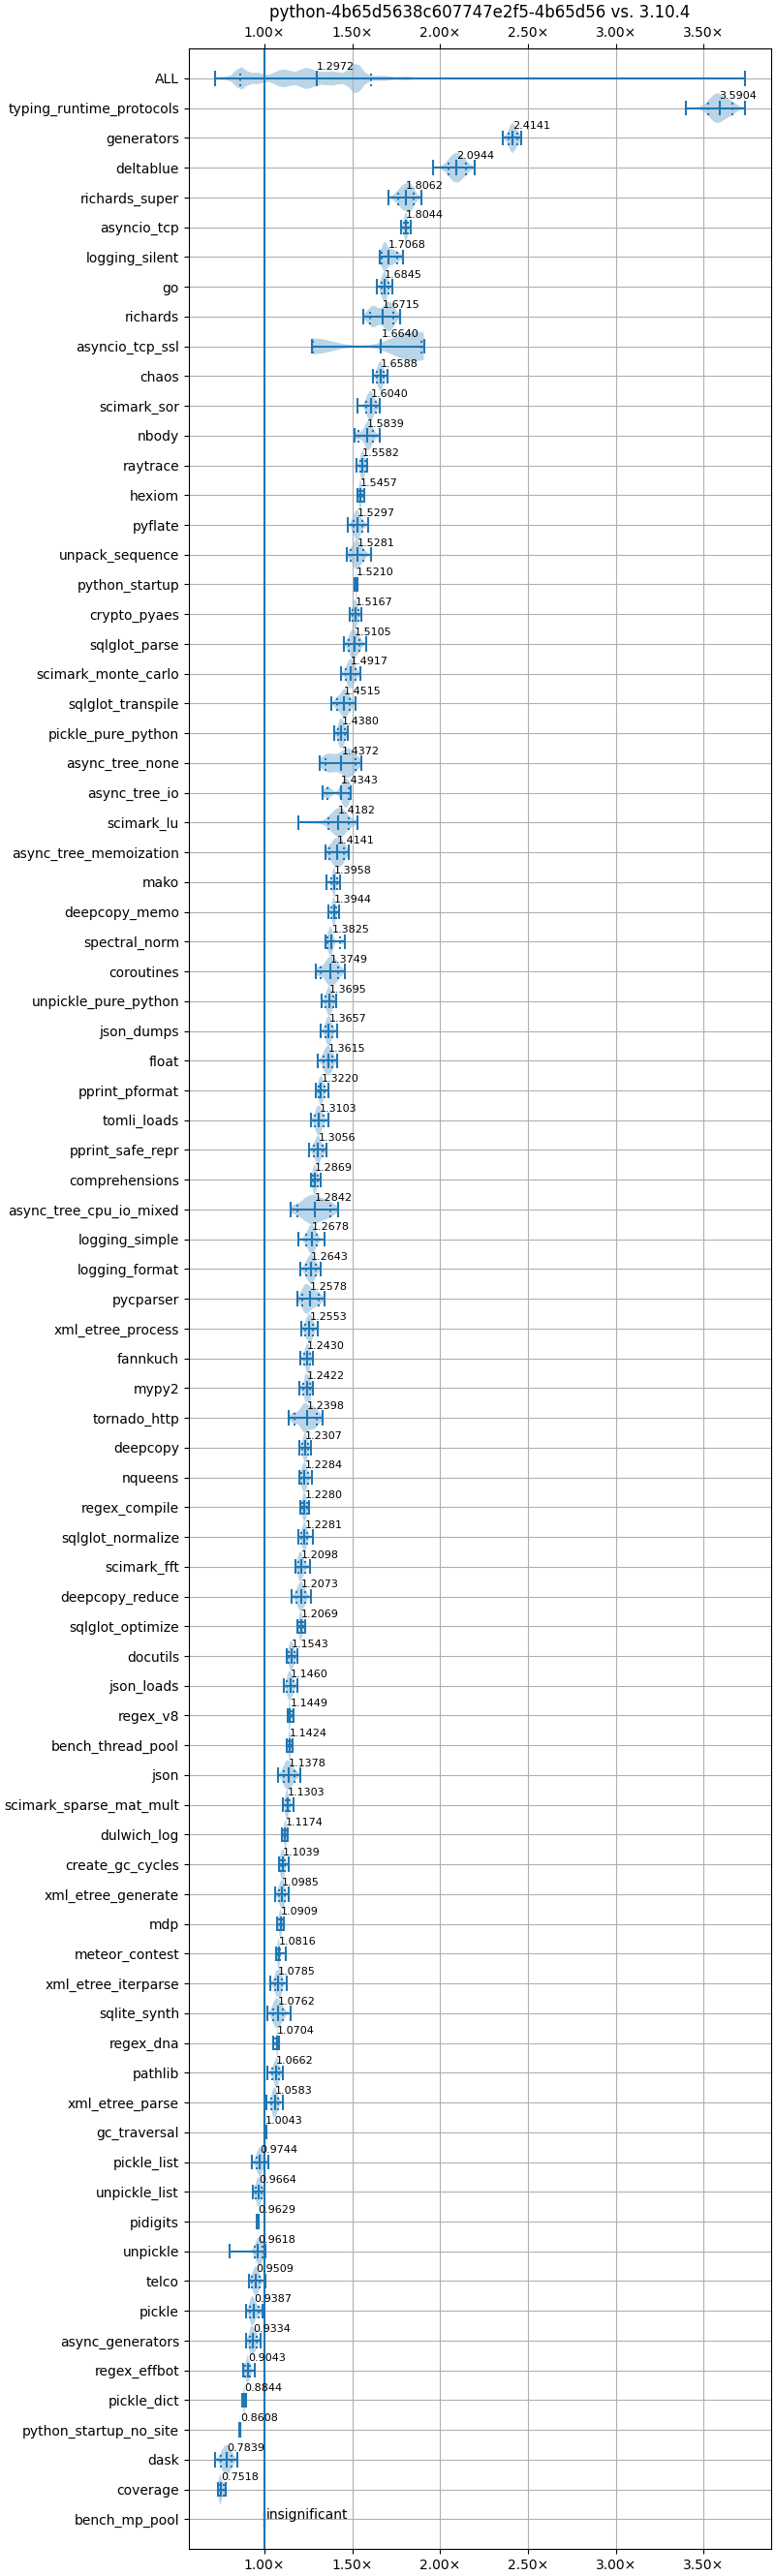 python-4b65d5638c607747e2f5-4b65d56 vs. 3.10.4
1.00× 1.50× 2.00× 2.50× 3.00× 3.50×
ALL 1.2972
typing_runtime_protocols 3.5904
generators 2.4141
deltablue 2.0944
richards_super 1.8062
asyncio_tcp 1.8044
logging_silent 1.7068
go 1.6845
richards 1.6715
asyncio_tcp_ssl 1.6640
chaos 1.6588
scimark_sor 1.6040
nbody 1.5839
raytrace 1.5582
hexiom 1.5457
pyflate 1.5297
unpack_sequence 1.5281
python_startup 1.5210
crypto_pyaes 1.5167
sqlglot_parse 1.5105
scimark_monte_carlo 1.4917
sqlglot_transpile 1.4515
pickle_pure_python 1.4380
async_tree_none 1.4372
async_tree_io 1.4343
scimark_lu 1.4182
async_tree_memoization 1.4141
mako 1.3958
deepcopy_memo 1.3944
spectral_norm 1.3825
coroutines 1.3749
unpickle_pure_python 1.3695
json_dumps 1.3657
float 1.3615
pprint_pformat 1.3220
tomli_loads 1.3103
pprint_safe_repr 1.3056
comprehensions 1.2869
async_tree_cpu_io_mixed 1.2842
logging_simple 1.2678
logging_format 1.2643
pycparser 1.2578
xml_etree_process 1.2553
fannkuch 1.2430
mypy2 1.2422
tornado_http 1.2398
deepcopy 1.2307
nqueens 1.2284
regex_compile 1.2280
sqlglot_normalize 1.2281
scimark_fft 1.2098
deepcopy_reduce 1.2073
sqlglot_optimize 1.2069
docutils 1.1543
json_loads 1.1460
regex_v8 1.1449
bench_thread_pool 1.1424
json 1.1378
scimark_sparse_mat_mult 1.1303
dulwich_log 1.1174
create_gc_cycles 1.1039
xml_etree_generate 1.0985
mdp 1.0909
meteor_contest 1.0816
xml_etree_iterparse 1.0785
sqlite_synth 1.0762
regex_dna 1.0704
pathlib 1.0662
xml_etree_parse 1.0583
gc_traversal 1.0043
pickle_list 0.9744
unpickle_list 0.9664
pidigits 0.9629
unpickle 0.9618
telco 0.9509
pickle 0.9387
async_generators 0.9334
regex_effbot 0.9043
pickle_dict 0.8844
python_startup_no_site 0.8608
dask 0.7839
coverage 0.7518
bench_mp_pool insignificant
1.00× 1.50× 2.00× 2.50× 3.00× 3.50×